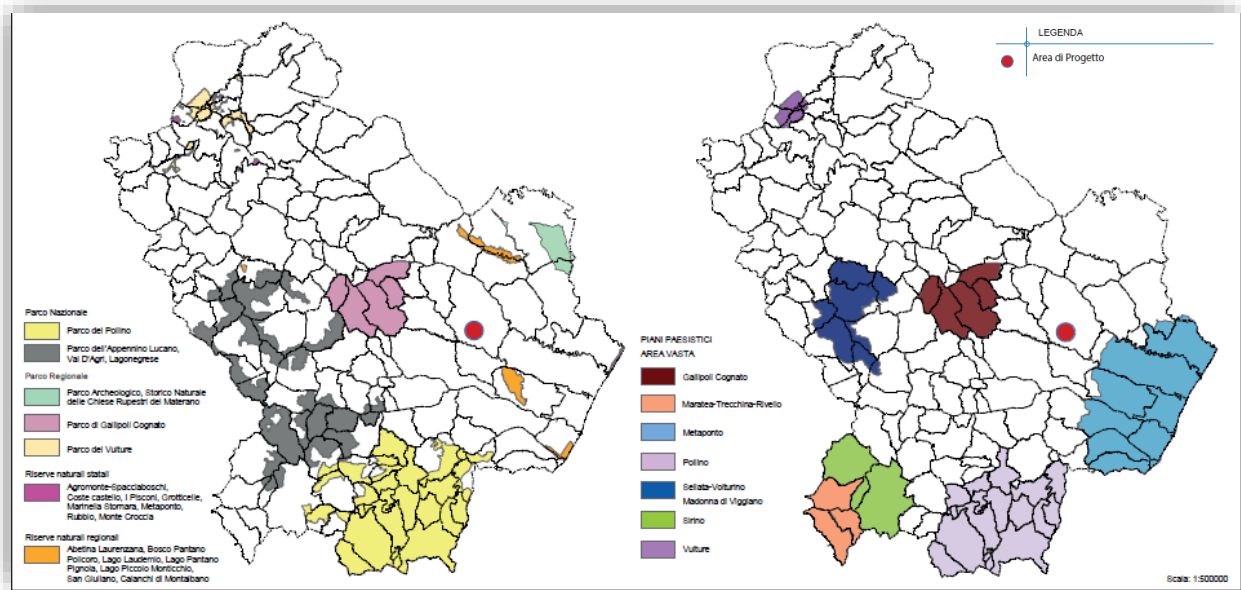 Parco Nazionale
Parco del Pollino
Parco dell'Appennino Lucano,
Val D'Agri, Lagonegrese
Parco Regionale
Parco Archeologico, Storico Naturale
delle Chiese Rupestri del Materano
Parco di Gallipoli Cognato
Parco del Vulture
Riserve naturali statali
Agromonte-Spacciaboschi,
Coste castello, I Pisconi, Grotticelle,
Marinella Stornara, Metaponto,
Rubbio, Monte Croccia
Riserve naturali regionali
Abetina Laurenzana, Bosco Pantano
Policoro, Lago Laudemio, Lago Pantano
Pignola, Lago Piccolo Monticchio,
San Giuliano, Calanchi di Montalbano
LEGENDA
Area di Progetto
PIANI PAESISTICI
AREA VASTA
Gallipoli Cognato
Maratea-Trecchina-Rivello
Metaponto
Pollino
Sellata-Volturino
Madonna di Viggiano
Sirino
Vulture
Scala: 1:500000